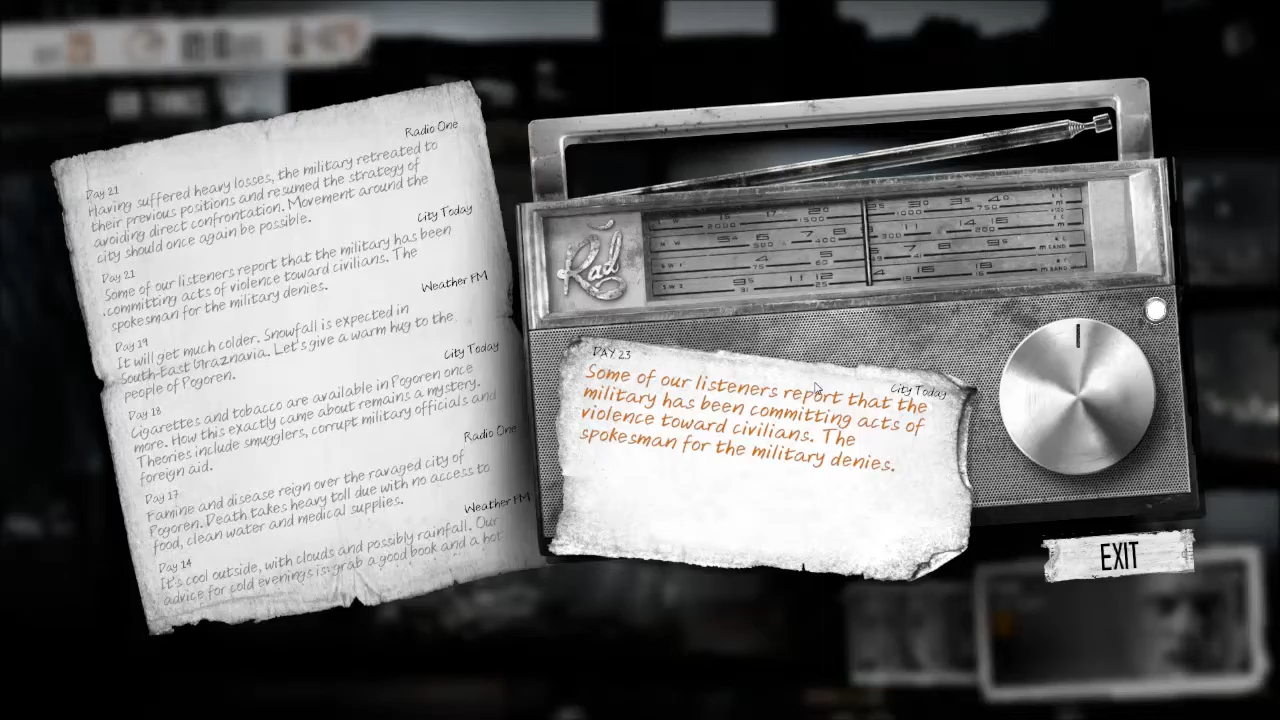 Radio One
Day 21
Having suffered heavy losses, the military retreated to
their previous positions and resumed the strategy of
avoiding direct confrontation. Movement around the
city should once again be possible.
City Today
Day 21
Some of our listeners report that the military has been
committing acts of violence toward civilians. The
spokesman for the military denies.
Weather FM
Day 19
It will get much colder. Snowfall is expected in
South-East Graznavia. Let's give a warm hug to the
people of Pogoren.
City Today
Day 18
Cigarettes and tobacco are available in Pogoren once
more. How this exactly came about remains a mystery.
Theories include smugglers, corrupt military officials and
foreign aid.
Radio One
Day 17
Famine and disease reign over the ravaged city of
Pogoren. Death takes heavy toll due with no access to
food, clean water and medical supplies.
Weather FM
Day 14
It's cool outside, with clouds and possibly rainfall. Our
advice for cold evenings is: grab a good book and a hot
Rad
DAY 23
City Today
Some of our listeners report that the
military has been committing acts of
violence toward civilians. The
spokesman for the military denies.
EXIT